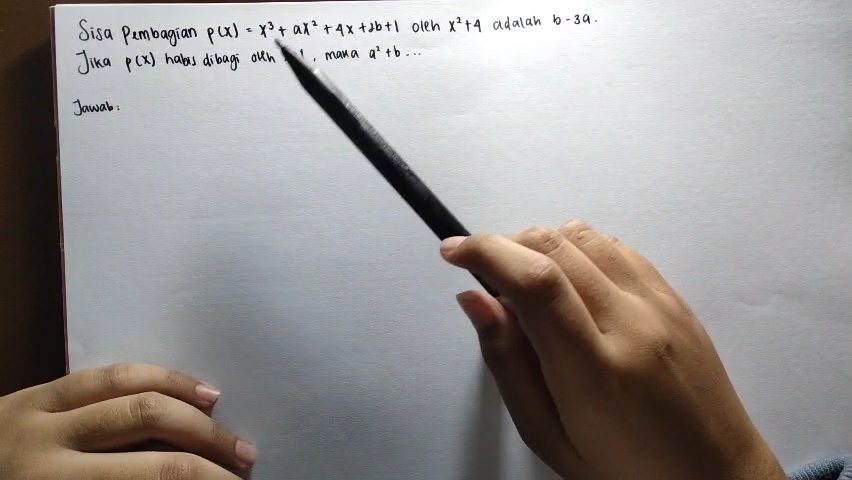 Sisa Pembagian p(x) = x³ + ax² + 4x + 2b + 1 oleh x² + 4 adalah b - 3a.
Jika p(x) habis dibagi oleh , maka a² + b ...
Jawab: